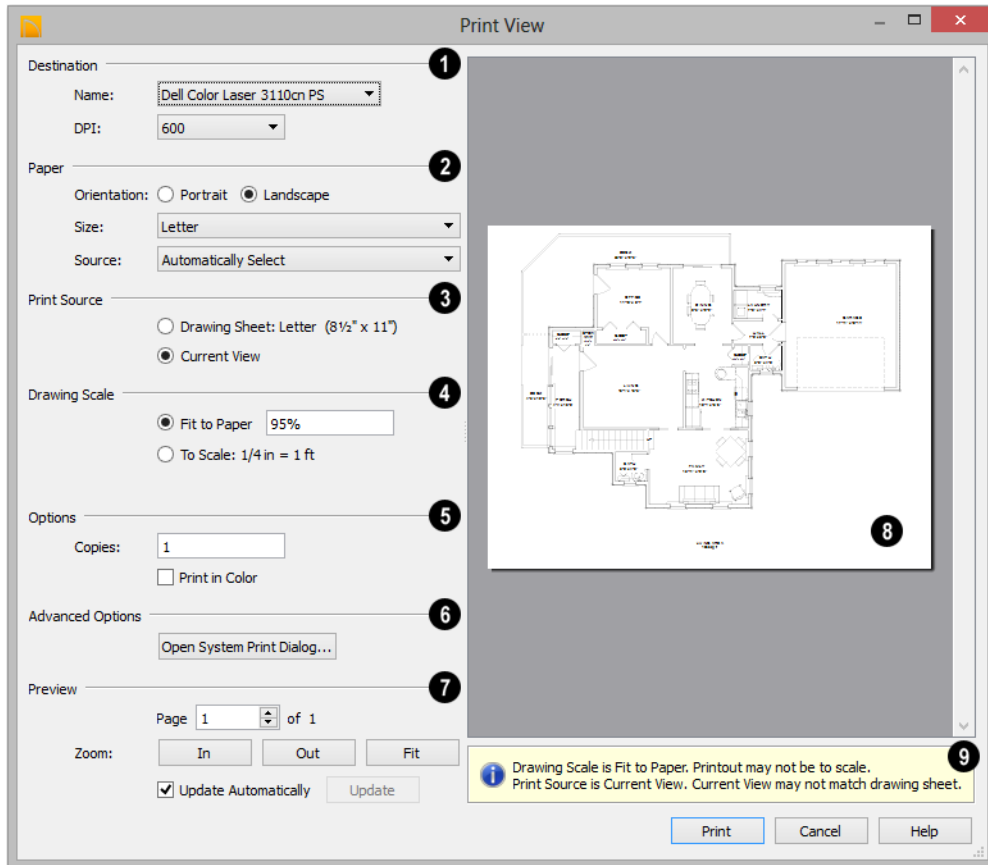 Print View
Destination
1
Name: Dell Color Laser 3110cn PS
DPI: 600
Paper
2
Orientation: Portrait Landscape
Size: Letter
Source: Automatically Select
Print Source
3
Drawing Sheet: Letter (8½" x 11")
Current View
Drawing Scale
4
Fit to Paper 95%
To Scale: 1/4 in = 1 ft
Options
5
Copies: 1
Print in Color
Advanced Options
6
Open System Print Dialog...
Preview
7
Page 1 of 1
Zoom: In Out Fit
Update Automatically Update
8
9
Drawing Scale is Fit to Paper. Printout may not be to scale.
Print Source is Current View. Current View may not match drawing sheet.
Print Cancel Help